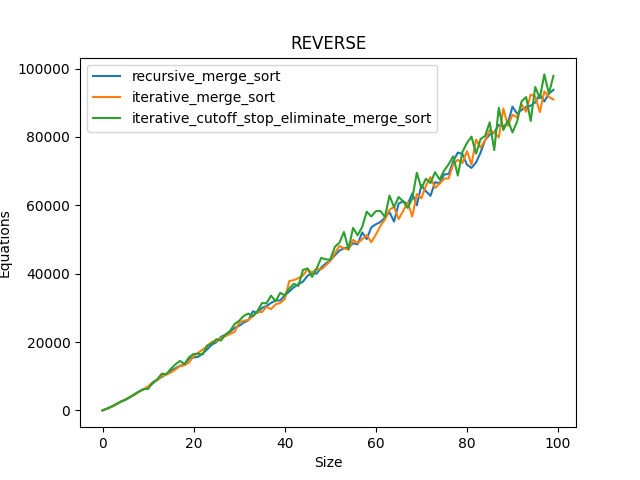 REVERSE
recursive_merge_sort
iterative_merge_sort
iterative_cutoff_stop_eliminate_merge_sort
100000
80000
60000
40000
20000
0
Equations
0 20 40 60 80 100
Size